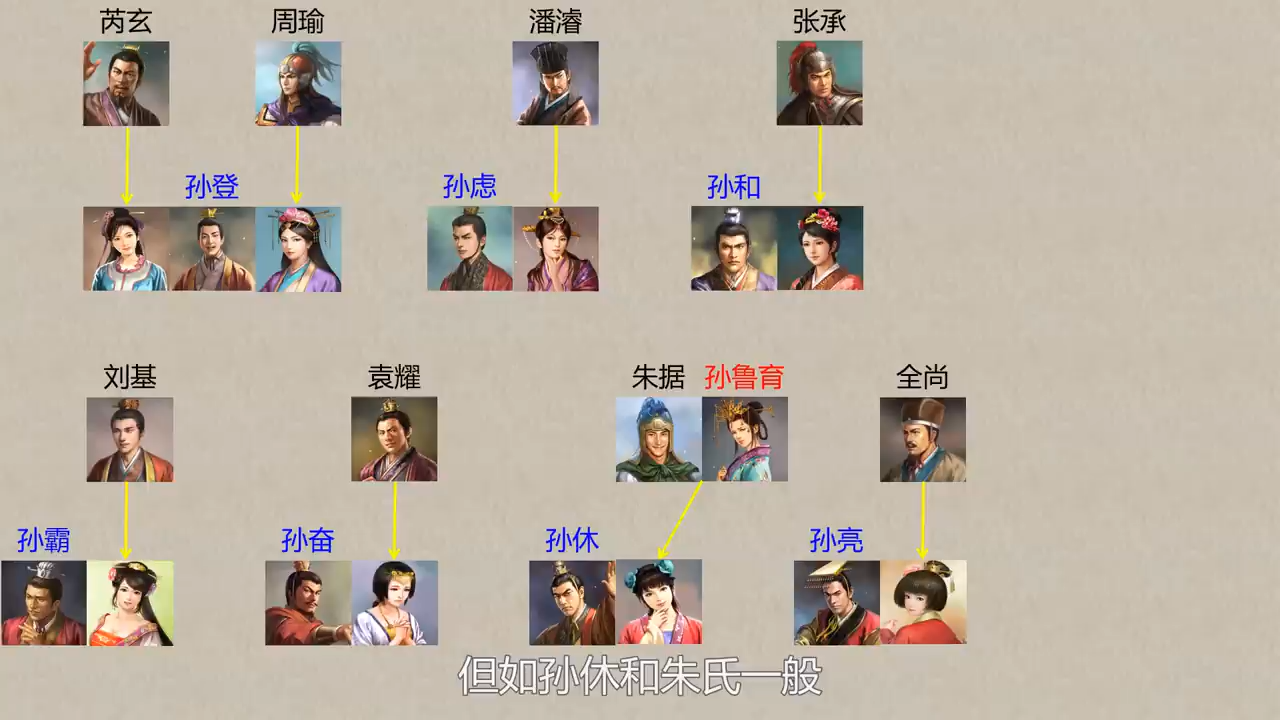 芮玄 周瑜 潘濬 张承
孙登 孙虑 孙和
刘基 袁耀 朱据 孙鲁育 全尚
孙霸 孙奋 孙休 孙亮
但如孙休和朱氏一般